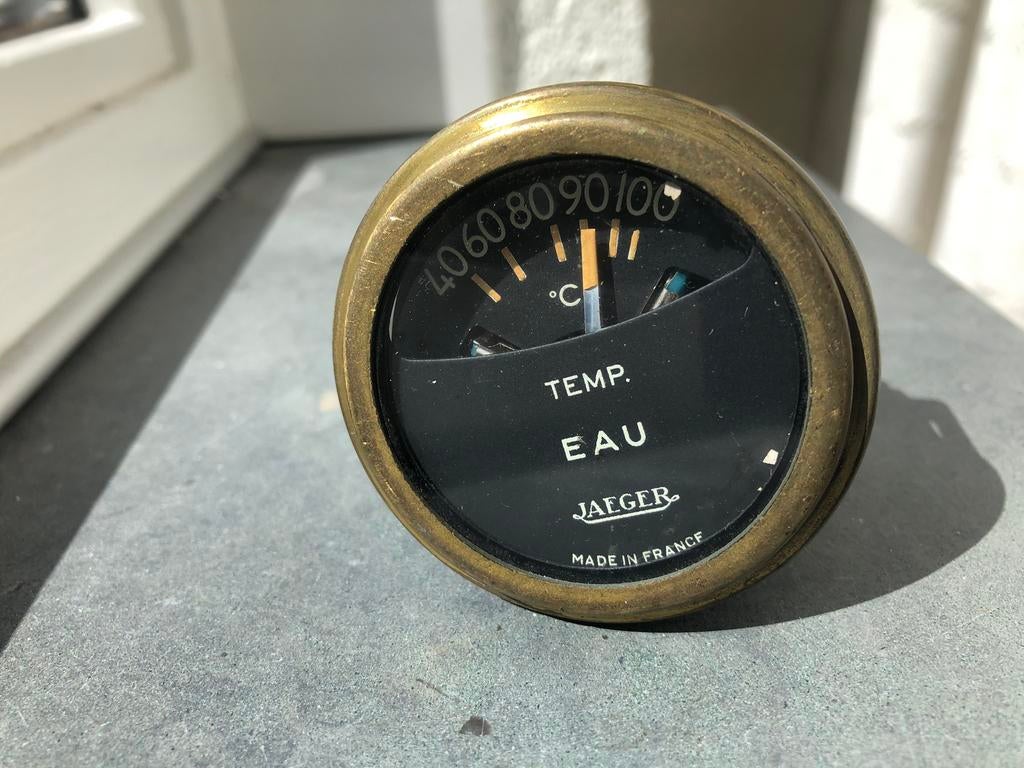 40 60 80 90 100
°C
TEMP.
EAU
JAEGER
MADE IN FRANCE